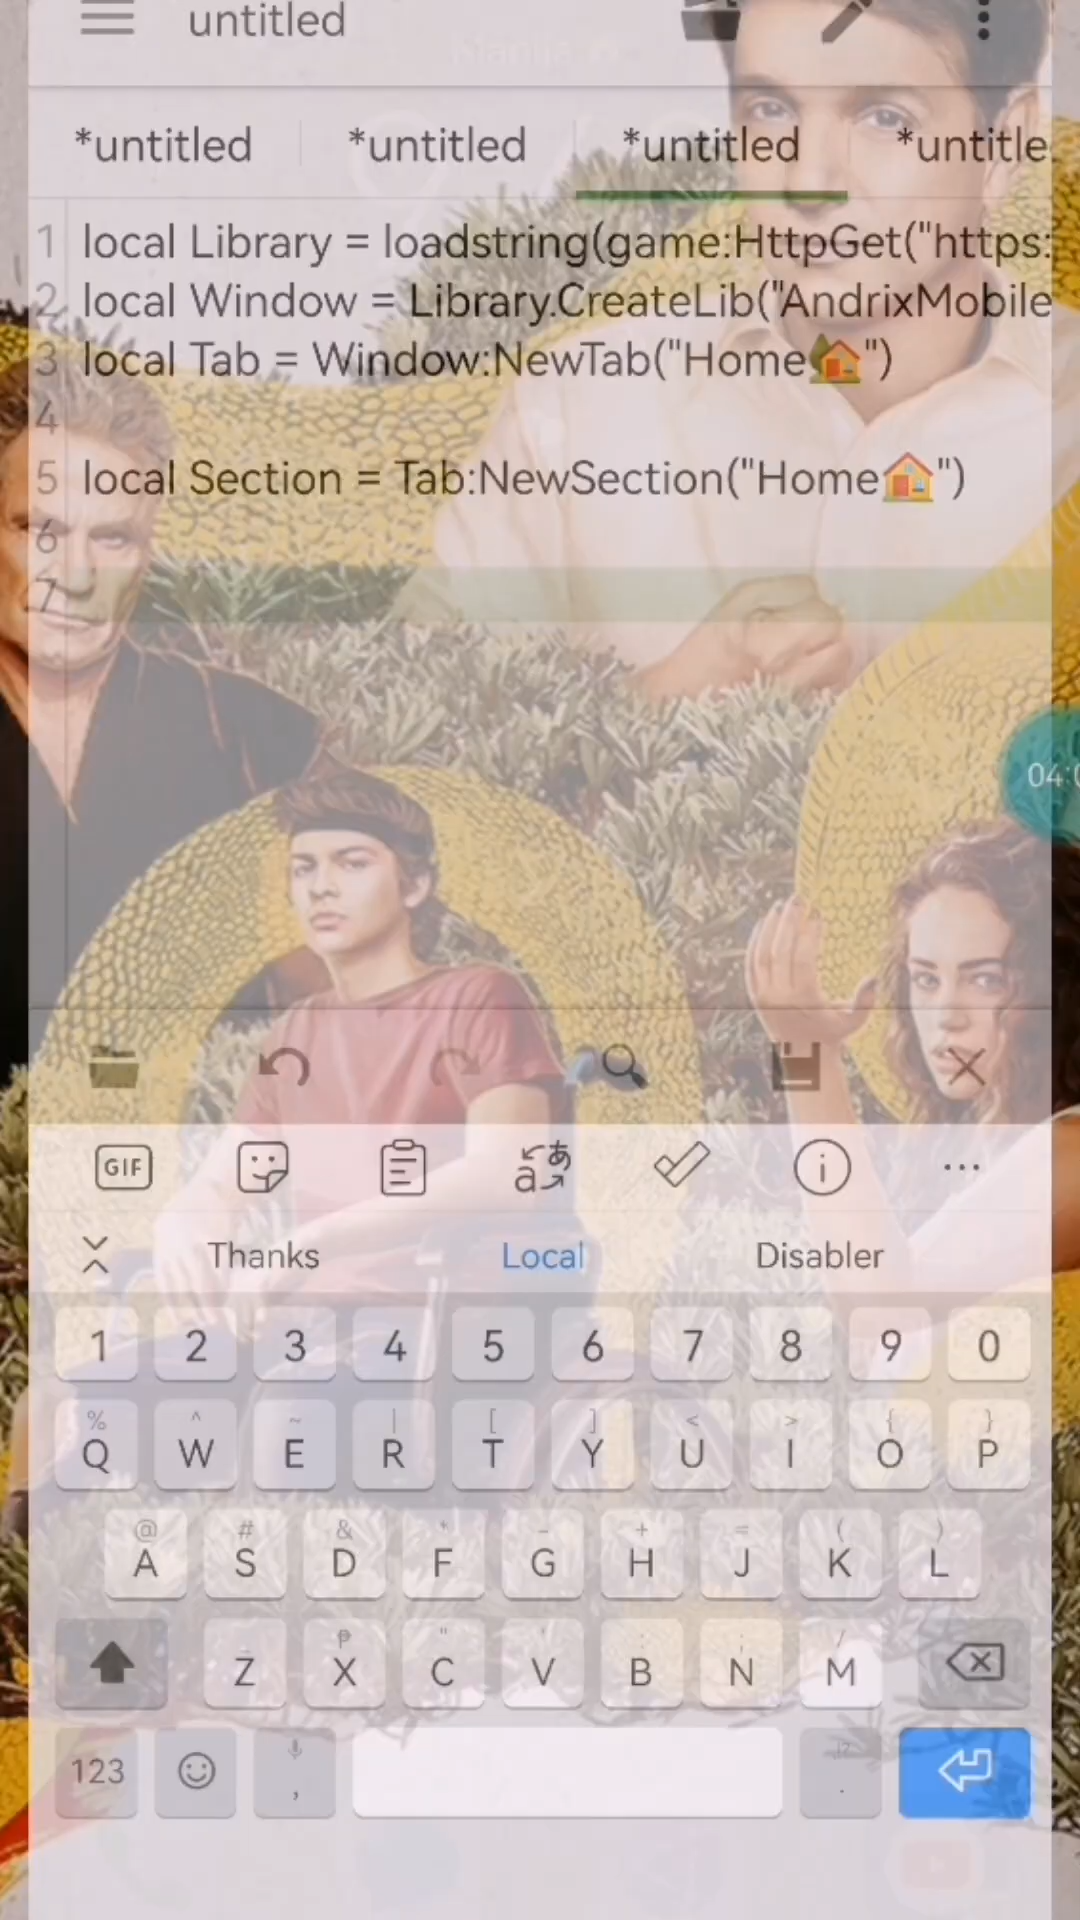 untitled
*untitled *untitled *untitled *untitle
1 local Library = loadstring(game:HttpGet("https:
2 local Window = Library.CreateLib("AndrixMobile
3 local Tab = Window:NewTab("Home🏡")
4
5 local Section = Tab:NewSection("Home🏠")
6
7
04:0
GIF
Thanks Local Disabler
1 2 3 4 5 6 7 8 9 0
% ^ ~ | [ ] < > { }
Q W E R T Y U I O P
@ # & * - + = ( )
A S D F G H J K L
₱ " ' : ; /
Z X C V B N M
123 , !? .